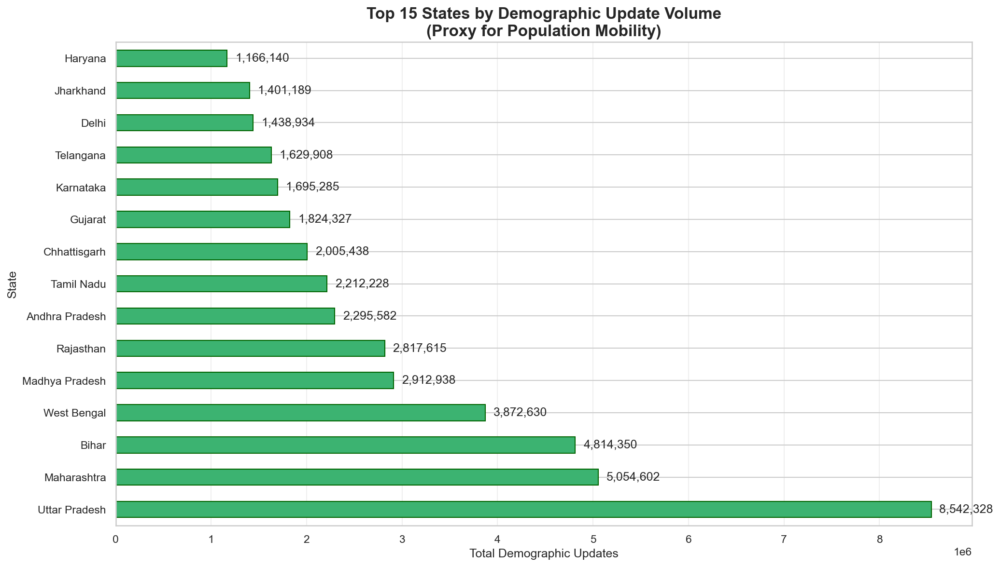 Top 15 States by Demographic Update Volume
(Proxy for Population Mobility)
State
Haryana 1,166,140
Jharkhand 1,401,189
Delhi 1,438,934
Telangana 1,629,908
Karnataka 1,695,285
Gujarat 1,824,327
Chhattisgarh 2,005,438
Tamil Nadu 2,212,228
Andhra Pradesh 2,295,582
Rajasthan 2,817,615
Madhya Pradesh 2,912,938
West Bengal 3,872,630
Bihar 4,814,350
Maharashtra 5,054,602
Uttar Pradesh 8,542,328
0 1 2 3 4 5 6 7 8
1e6
Total Demographic Updates